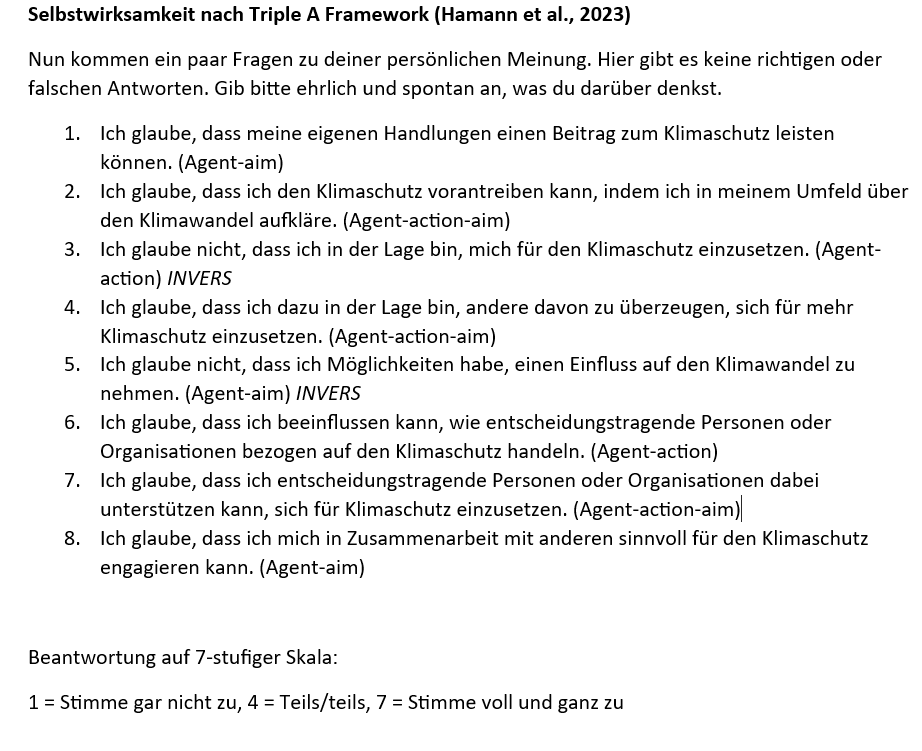 Selbstwirksamkeit nach Triple A Framework (Hamann et al., 2023)
Nun kommen ein paar Fragen zu deiner persönlichen Meinung. Hier gibt es keine richtigen oder
falschen Antworten. Gib bitte ehrlich und spontan an, was du darüber denkst.
1. Ich glaube, dass meine eigenen Handlungen einen Beitrag zum Klimaschutz leisten
können. (Agent-aim)
2. Ich glaube, dass ich den Klimaschutz vorantreiben kann, indem ich in meinem Umfeld über
den Klimawandel aufkläre. (Agent-action-aim)
3. Ich glaube nicht, dass ich in der Lage bin, mich für den Klimaschutz einzusetzen. (Agent-
action) INVERS
4. Ich glaube, dass ich dazu in der Lage bin, andere davon zu überzeugen, sich für mehr
Klimaschutz einzusetzen. (Agent-action-aim)
5. Ich glaube nicht, dass ich Möglichkeiten habe, einen Einfluss auf den Klimawandel zu
nehmen. (Agent-aim) INVERS
6. Ich glaube, dass ich beeinflussen kann, wie entscheidungstragende Personen oder
Organisationen bezogen auf den Klimaschutz handeln. (Agent-action)
7. Ich glaube, dass ich entscheidungstragende Personen oder Organisationen dabei
unterstützen kann, sich für Klimaschutz einzusetzen. (Agent-action-aim)
8. Ich glaube, dass ich mich in Zusammenarbeit mit anderen sinnvoll für den Klimaschutz
engagieren kann. (Agent-aim)
Beantwortung auf 7-stufiger Skala:
1 = Stimme gar nicht zu, 4 = Teils/teils, 7 = Stimme voll und ganz zu